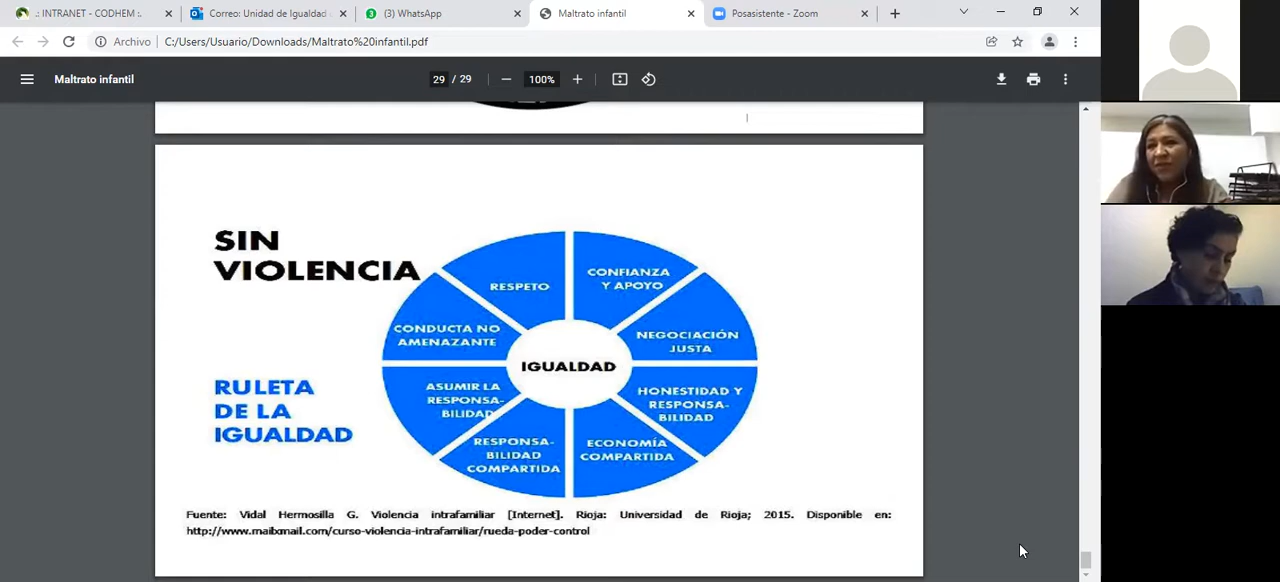 .: INTRANET - CODHEM :.
Correo: Unidad de Igualdad
(3) WhatsApp
Maltrato infantil
Posasistente - Zoom
Archivo
C:/Users/Usuario/Downloads/Maltrato%20infantil.pdf
Maltrato infantil
29 / 29
100%
SIN
VIOLENCIA
RULETA
DE LA
IGUALDAD
RESPETO
CONFIANZA
Y APOYO
NEGOCIACIÓN
JUSTA
HONESTIDAD Y
RESPONSA-
BILIDAD
ECONOMÍA
COMPARTIDA
RESPONSA-
BILIDAD
COMPARTIDA
ASUMIR LA
RESPONSA-
BILIDAD
CONDUCTA NO
AMENAZANTE
IGUALDAD
Fuente: Vidal Hermosilla G. Violencia intrafamiliar [Internet]. Rioja: Universidad de Rioja; 2015. Disponible en:
http://www.mailxmail.com/curso-violencia-intrafamiliar/rueda-poder-control